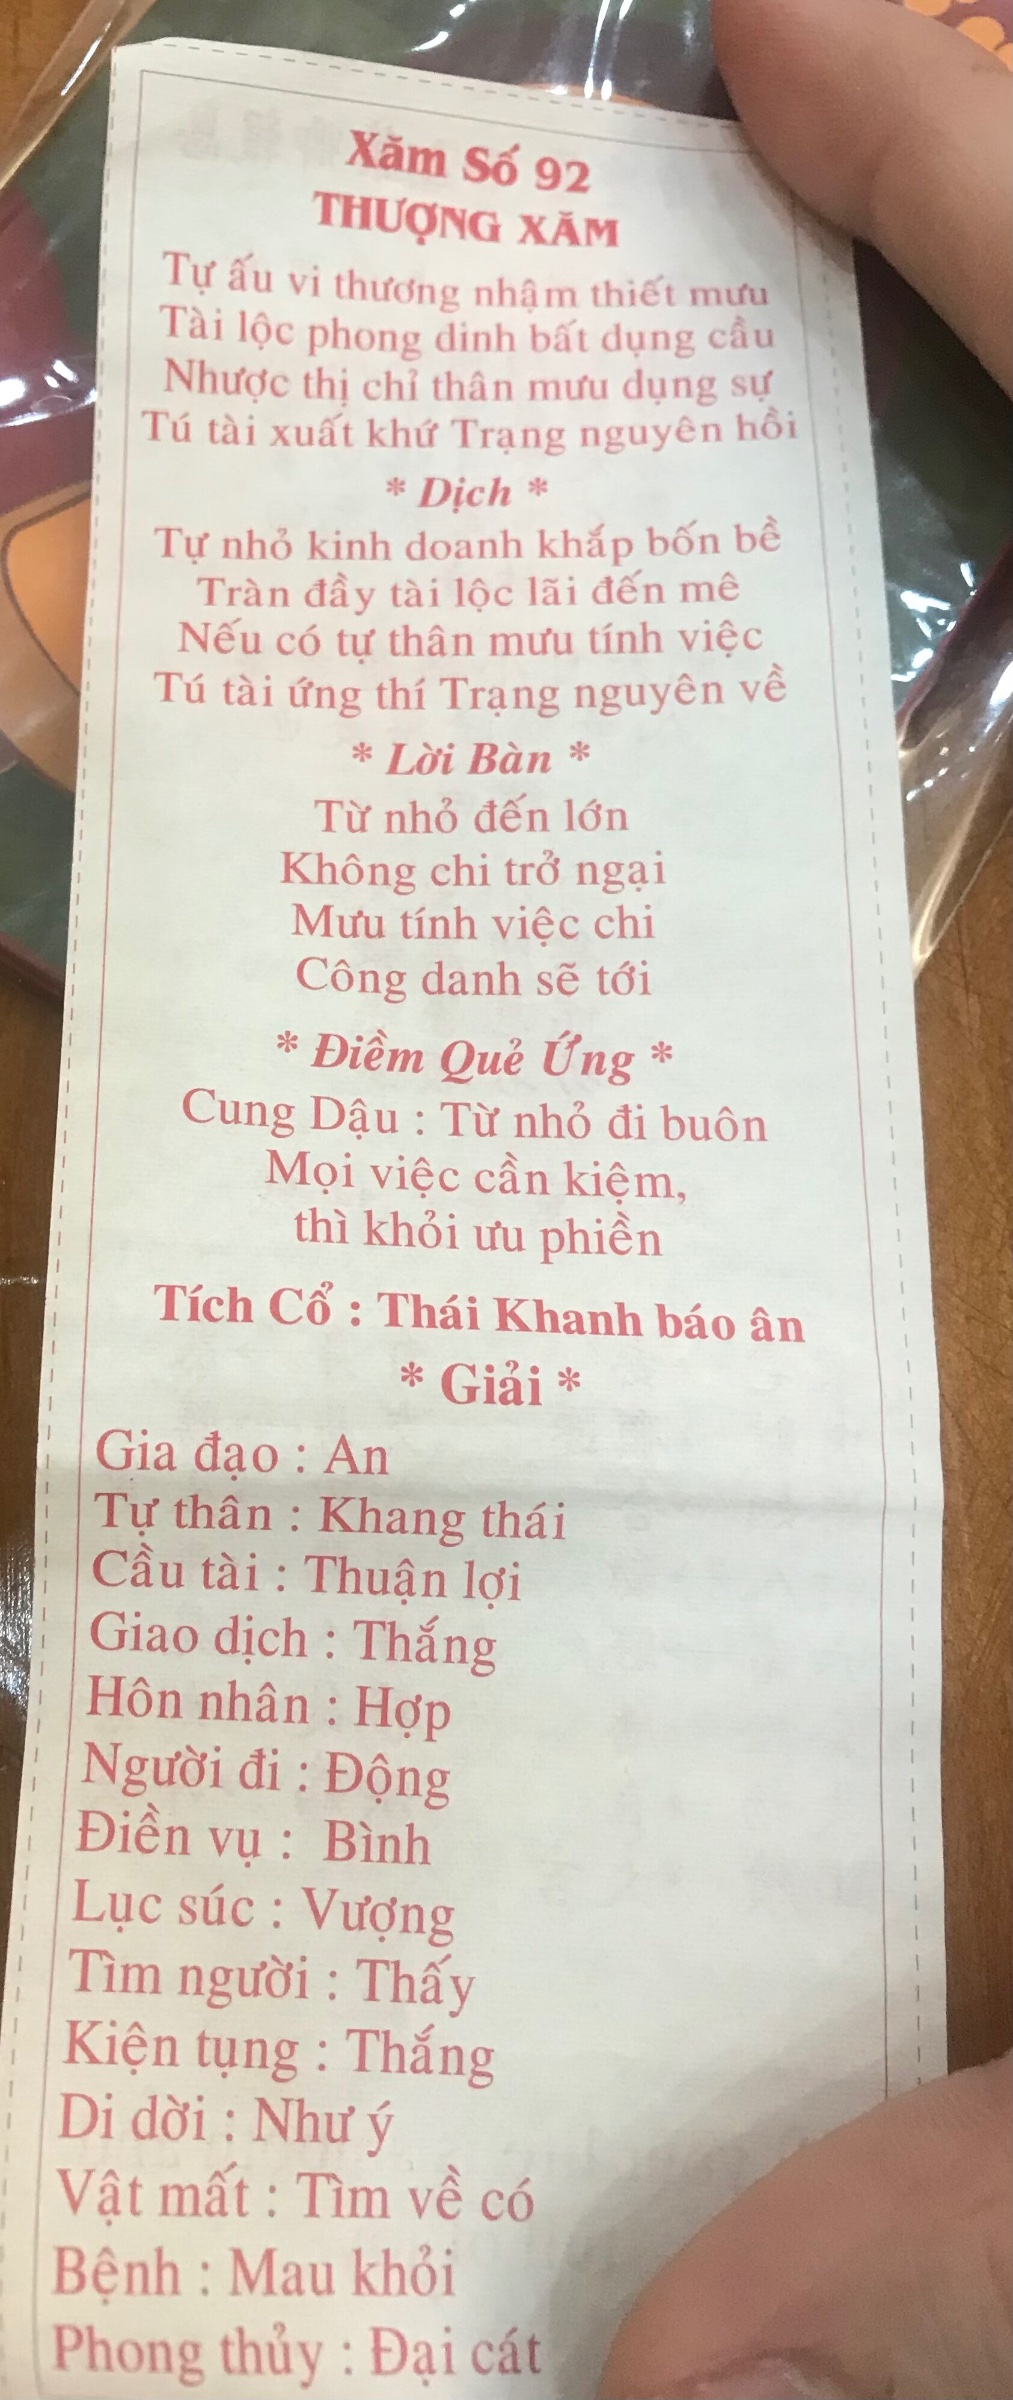 Xăm Số 92
THƯỢNG XĂM
Tự ấu vi thương nhậm thiết mưu
Tài lộc phong dinh bất dụng cầu
Nhược thị chỉ thân mưu dụng sự
Tú tài xuất khứ Trạng nguyên hồi
* Dịch *
Tự nhỏ kinh doanh khắp bốn bề
Tràn đầy tài lộc lãi đến mê
Nếu có tự thân mưu tính việc
Tú tài ứng thí Trạng nguyên về
* Lời Bàn *
Từ nhỏ đến lớn
Không chi trở ngại
Mưu tính việc chi
Công danh sẽ tới
* Điềm Quẻ Ứng *
Cung Dậu : Từ nhỏ đi buôn
Mọi việc cần kiệm,
thì khỏi ưu phiền
Tích Cổ : Thái Khanh báo ân
* Giải *
Gia đạo : An
Tự thân : Khang thái
Cầu tài : Thuận lợi
Giao dịch : Thắng
Hôn nhân : Hợp
Người đi : Động
Điền vụ : Bình
Lục súc : Vượng
Tìm người : Thấy
Kiện tụng : Thắng
Di dời : Như ý
Vật mất : Tìm về có
Bệnh : Mau khỏi
Phong thủy : Đại cát